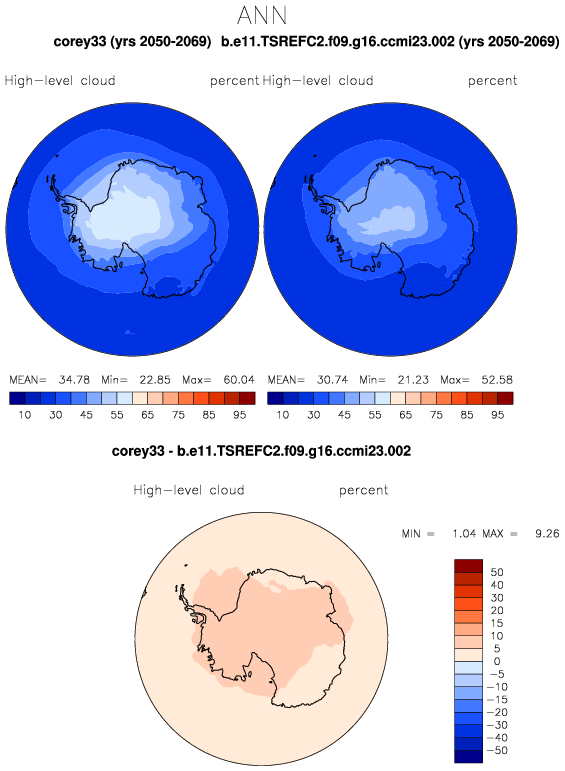 ANN
corey33 (yrs 2050-2069) b.e11.TSREFC2.f09.g16.ccmi23.002 (yrs 2050-2069)
High-level cloud percent High-level cloud percent
MEAN= 34.78 Min= 22.85 Max= 60.04 MEAN= 30.74 Min= 21.23 Max= 52.58
10 30 45 55 65 75 85 95 10 30 45 55 65 75 85 95
corey33 - b.e11.TSREFC2.f09.g16.ccmi23.002
High-level cloud percent
MIN = 1.04 MAX = 9.26
50
40
30
20
15
10
5
0
-5
-10
-15
-20
-30
-40
-50